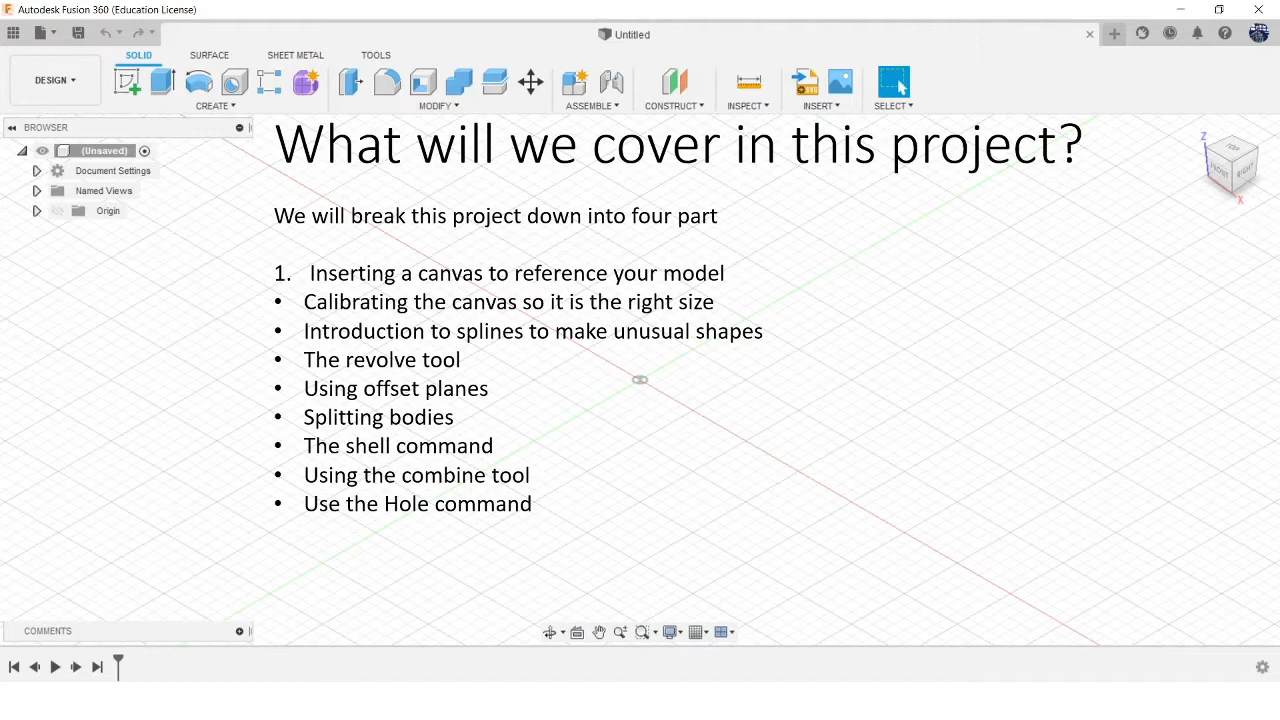 Autodesk Fusion 360 (Education License)
Untitled
SOLID SURFACE SHEET METAL TOOLS
DESIGN
CREATE MODIFY ASSEMBLE CONSTRUCT INSPECT INSERT SELECT
BROWSER
(Unsaved)
Document Settings
Named Views
Origin
What will we cover in this project?
We will break this project down into four part
1. Inserting a canvas to reference your model
• Calibrating the canvas so it is the right size
• Introduction to splines to make unusual shapes
• The revolve tool
• Using offset planes
• Splitting bodies
• The shell command
• Using the combine tool
• Use the Hole command
Z
TOP
FRONT RIGHT
X
COMMENTS